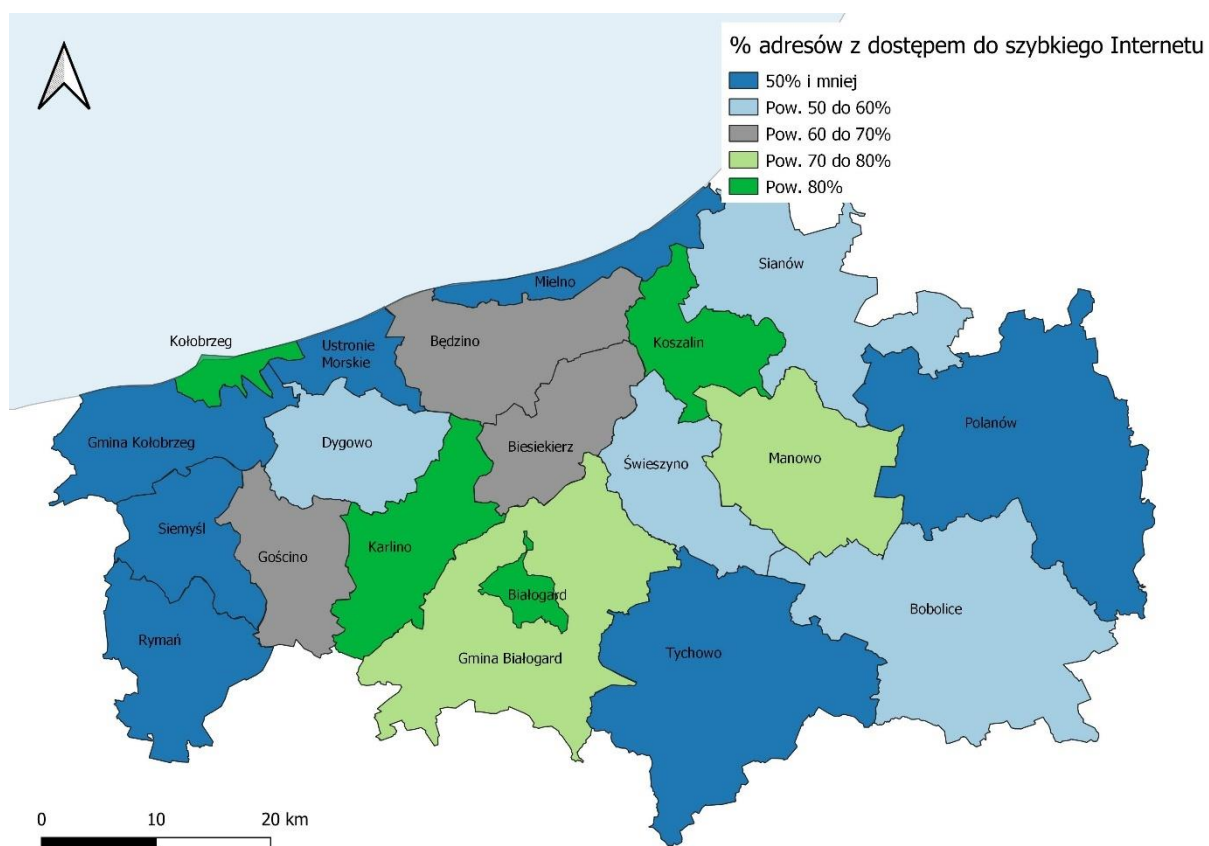 % adresów z dostępem do szybkiego Internetu
50% i mniej
Pow. 50 do 60%
Pow. 60 do 70%
Pow. 70 do 80%
Pow. 80%
Sianów
Mielno
Kołobrzeg
Ustronie
Morskie
Będzino
Koszalin
Polanów
Gmina Kołobrzeg
Dygowo
Biesiekierz
Świeszyno
Manowo
Siemyśl
Gościno
Karlino
Białogard
Bobolice
Rymań
Gmina Białogard
Tychowo
0 10 20 km